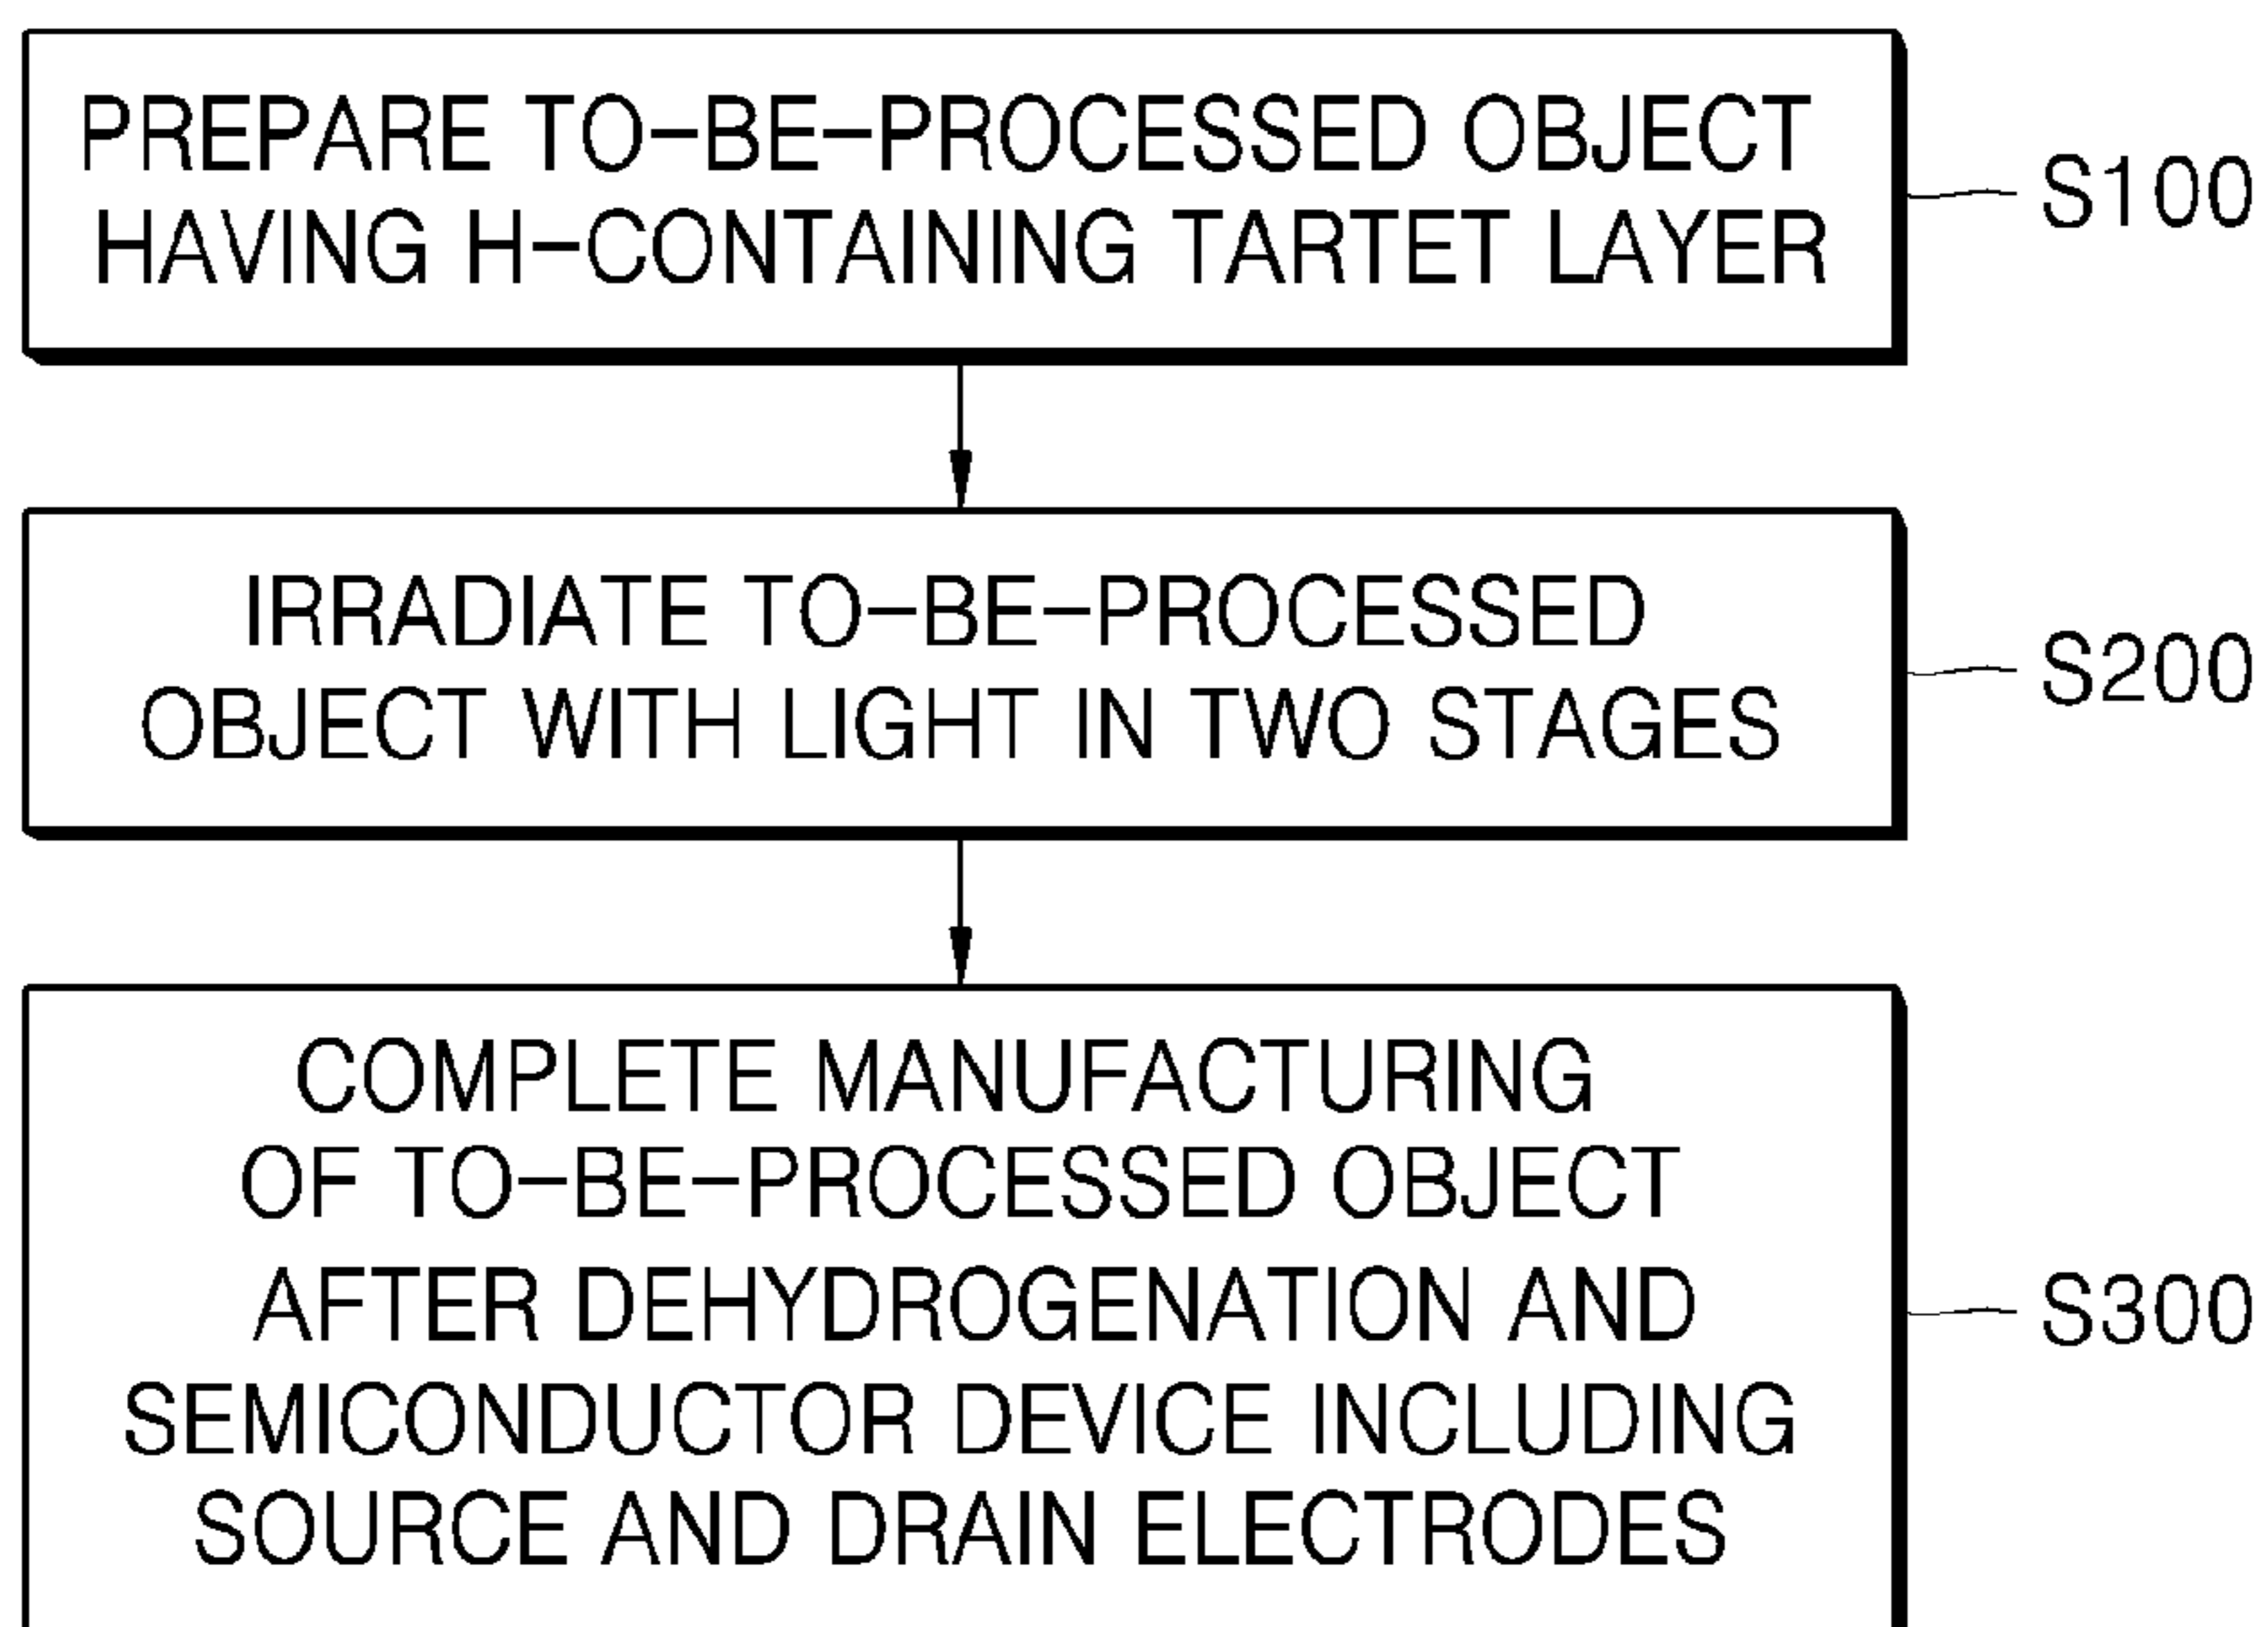 PREPARE TO-BE-PROCESSED OBJECT
HAVING H-CONTAINING TARTET LAYER
S100
IRRADIATE TO-BE-PROCESSED
OBJECT WITH LIGHT IN TWO STAGES
S200
COMPLETE MANUFACTURING
OF TO-BE-PROCESSED OBJECT
AFTER DEHYDROGENATION AND
SEMICONDUCTOR DEVICE INCLUDING
SOURCE AND DRAIN ELECTRODES
S300